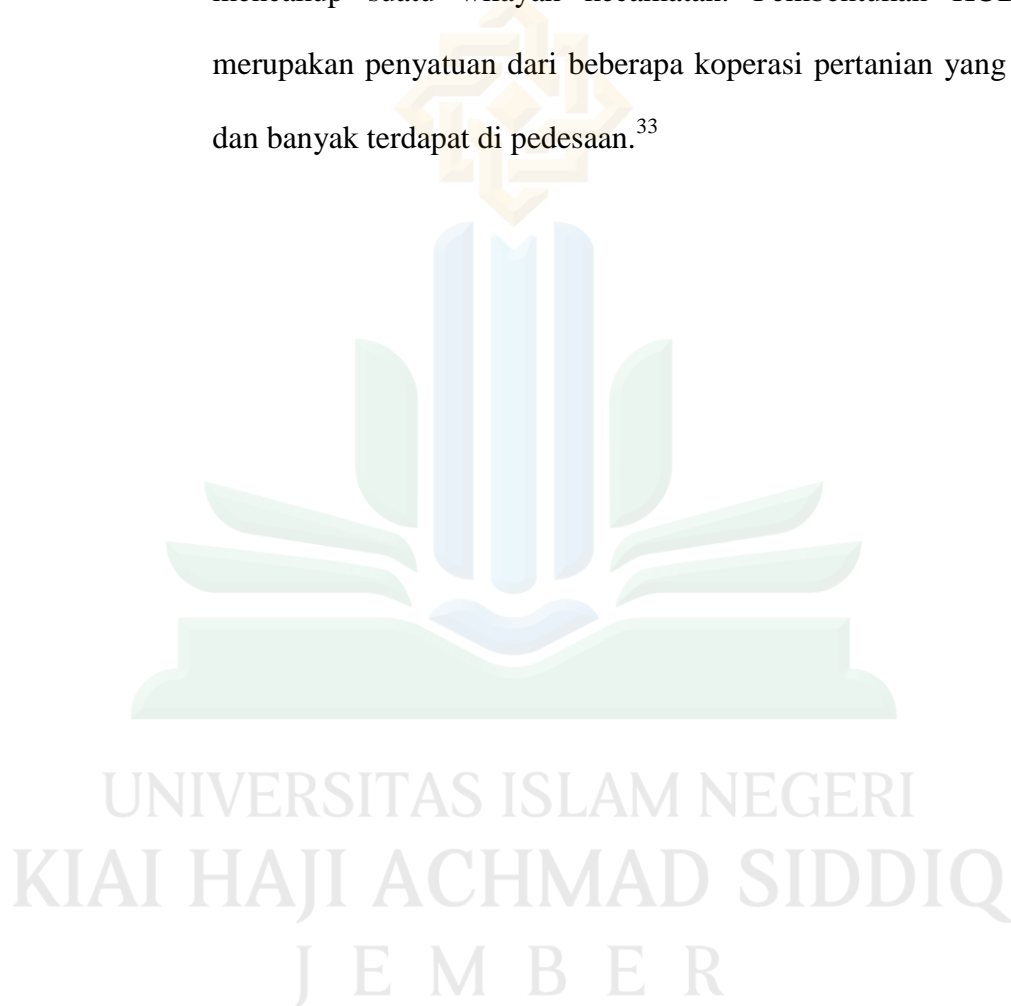 merupakan penyatuan dari beberapa koperasi pertanian yang
dan banyak terdapat di pedesaan.33
UNIVERSITAS ISLAM NEGERI
KIAI HAJI ACHMAD SIDDIQ
JEMBER